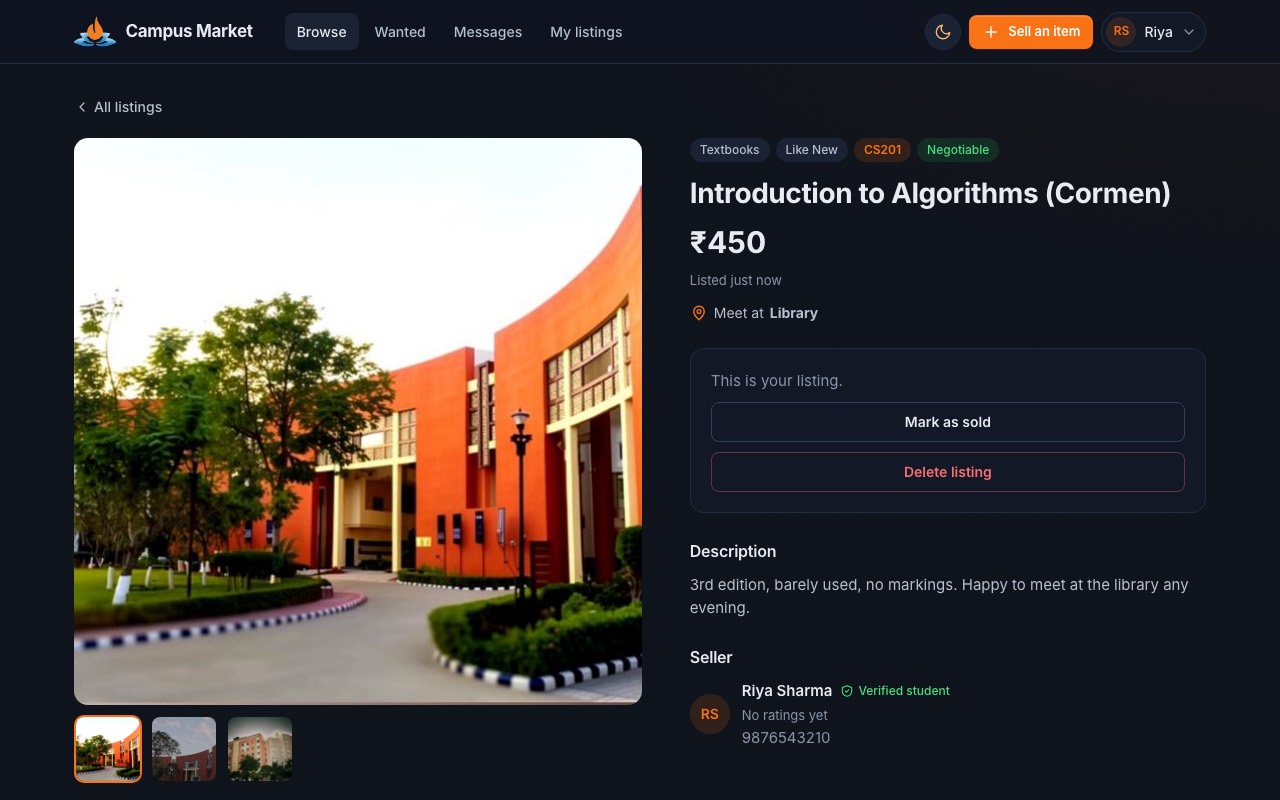 Campus Market
Browse
Wanted
Messages
My listings
Sell an item
RS
Riya
All listings
Textbooks
Like New
CS201
Negotiable
Introduction to Algorithms (Cormen)
₹450
Listed just now
Meet at Library
This is your listing.
Mark as sold
Delete listing
Description
3rd edition, barely used, no markings. Happy to meet at the library any
evening.
Seller
RS
Riya Sharma
Verified student
No ratings yet
9876543210